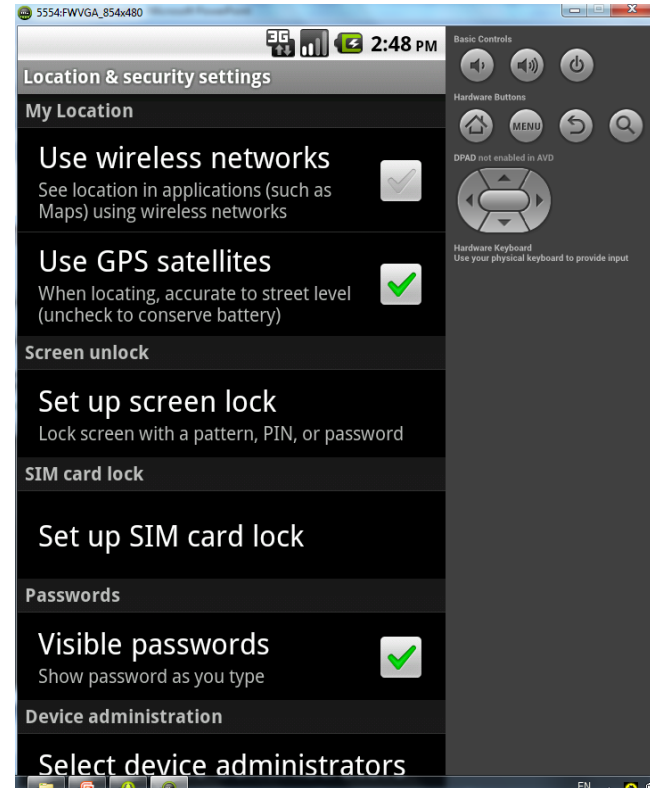 5554:FWVGA_854x480
3G 2:48 PM
Location & security settings
My Location
Use wireless networks
See location in applications (such as
Maps) using wireless networks
Use GPS satellites
When locating, accurate to street level
(uncheck to conserve battery)
Screen unlock
Set up screen lock
Lock screen with a pattern, PIN, or password
SIM card lock
Set up SIM card lock
Passwords
Visible passwords
Show password as you type
Device administration
Select device administrators
Basic Controls
Hardware Buttons
MENU
DPAD not enabled in AVD
Hardware Keyboard
Use your physical keyboard to provide input
EN